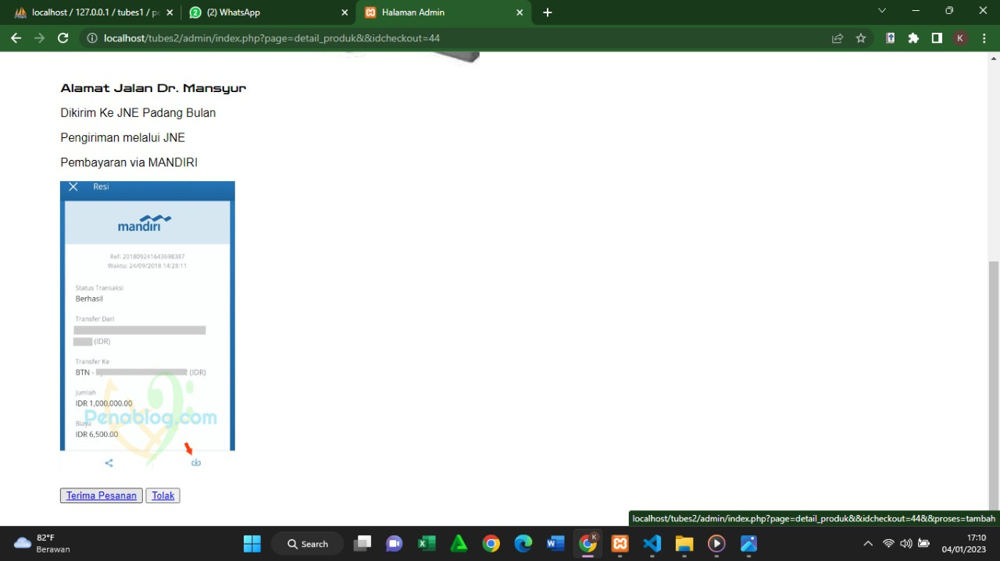 localhost / 127.0.0.1 / tubes1 / pe
(2) WhatsApp
Halaman Admin
localhost/tubes2/admin/index.php?page=detail_produk&&idcheckout=44
K
Alamat Jalan Dr. Mansyur
Dikirim Ke JNE Padang Bulan
Pengiriman melalui JNE
Pembayaran via MANDIRI
Resi
mandiri
Ref: 201809241643698387
Waktu: 24/09/2018 14:28:11
Status Transaksi
Berhasil
Transfer Dari
(IDR)
Transfer Ke
BTN - (IDR)
Jumlah
IDR 1,000,000.00
Penablog.com
Biaya
IDR 6,500.00
Terima Pesanan Tolak
localhost/tubes2/admin/index.php?page=detail_produk&&idcheckout=44&&proses=tambah
82°F
Berawan
Search
K
17:10
04/01/2023